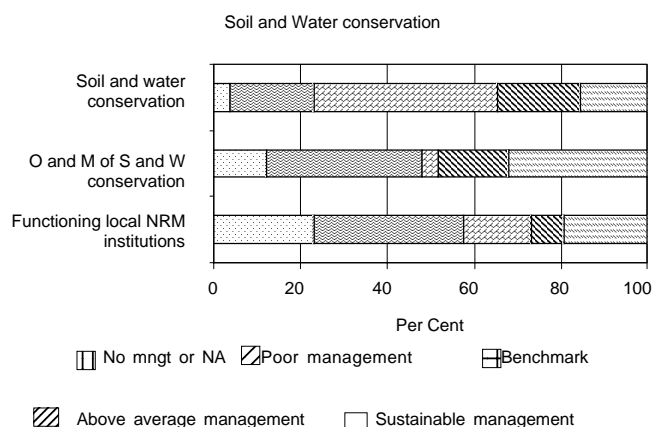 Soil and Water conservation
Soil and water
conservation
O and M of S and W
conservation
Functioning local NRM
institutions
0 20 40 60 80 100
Per Cent
No mngt or NA Poor management Benchmark
Above average management Sustainable management